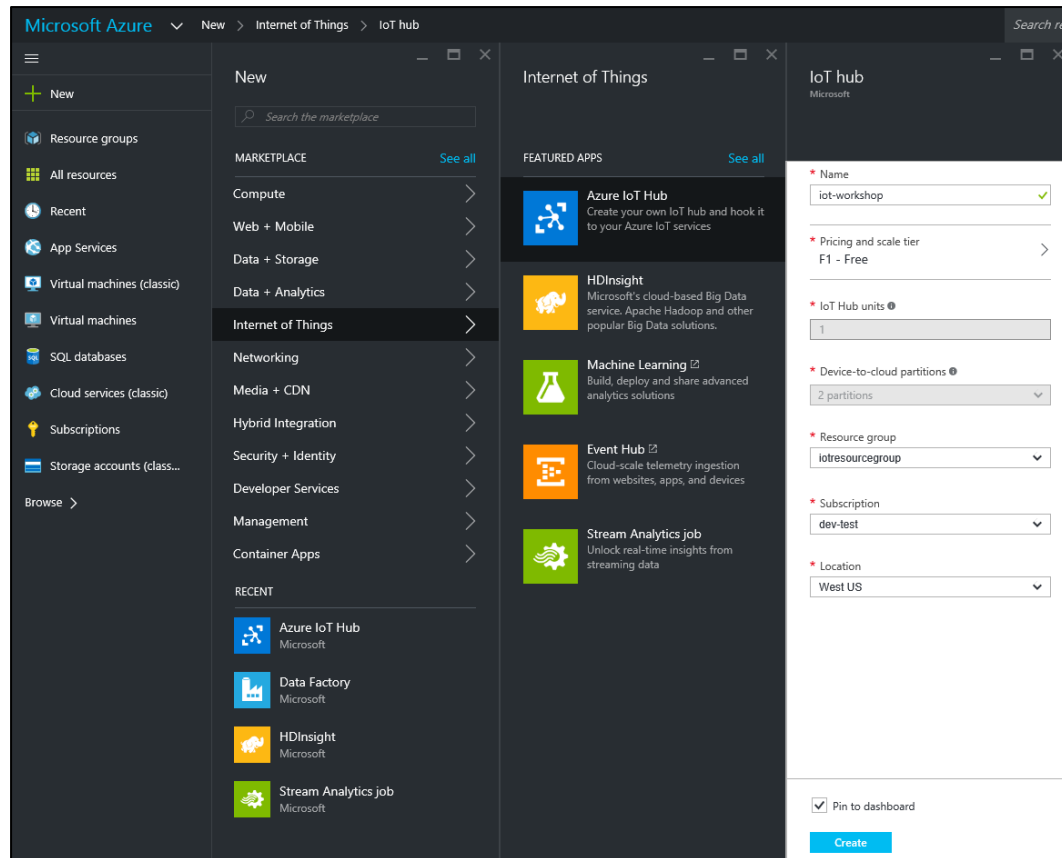 Microsoft Azure New > Internet of Things > IoT hub
Search re
New
Resource groups
All resources
Recent
App Services
Virtual machines (classic)
Virtual machines
SQL databases
Cloud services (classic)
Subscriptions
Storage accounts (class...
Browse >
New
Search the marketplace
MARKETPLACE See all
Compute
Web + Mobile
Data + Storage
Data + Analytics
Internet of Things
Networking
Media + CDN
Hybrid Integration
Security + Identity
Developer Services
Management
Container Apps
RECENT
Azure IoT Hub
Microsoft
Data Factory
Microsoft
HDInsight
Microsoft
Stream Analytics job
Microsoft
Internet of Things
FEATURED APPS See all
Azure IoT Hub
Create your own IoT hub and hook it
to your Azure IoT services
HDInsight
Microsoft's cloud-based Big Data
service. Apache Hadoop and other
popular Big Data solutions.
Machine Learning
Build, deploy and share advanced
analytics solutions
Event Hub
Cloud-scale telemetry ingestion
from websites, apps, and devices
Stream Analytics job
Unlock real-time insights from
streaming data
IoT hub
Microsoft
* Name
iot-workshop
* Pricing and scale tier
F1 - Free
* IoT Hub units
1
* Device-to-cloud partitions
2 partitions
* Resource group
iotresourcegroup
* Subscription
dev-test
* Location
West US
Pin to dashboard
Create